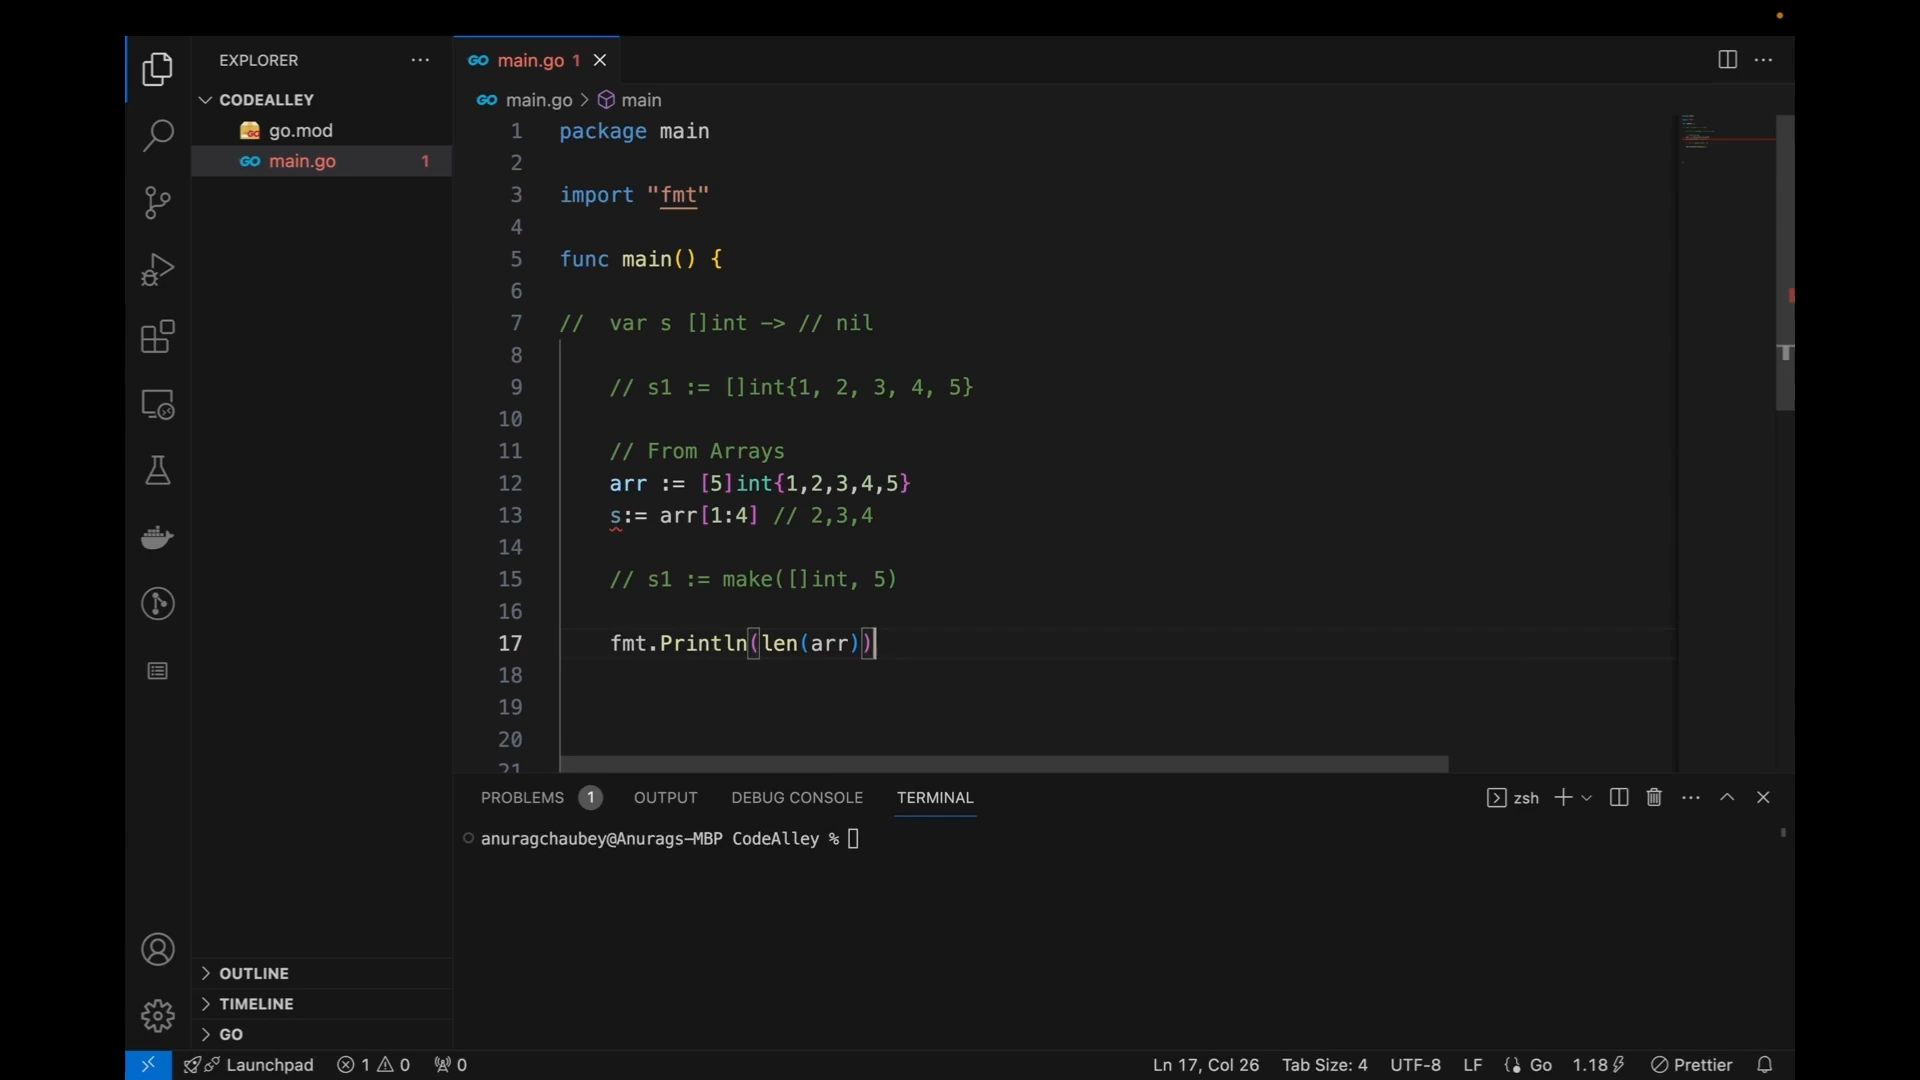 EXPLORER
CODEALLEY
go.mod
main.go 1
OUTLINE
TIMELINE
GO
GO main.go 1
GO main.go > main
1 package main
2
3 import "fmt"
4
5 func main() {
6
7 //  var s []int -> // nil
8
9 // s1 := []int{1, 2, 3, 4, 5}
10
11 // From Arrays
12 arr := [5]int{1,2,3,4,5}
13 s:= arr[1:4] // 2,3,4
14
15 // s1 := make([]int, 5)
16
17 fmt.Println(len(arr))
18
19
20
21
PROBLEMS 1 OUTPUT DEBUG CONSOLE TERMINAL zsh
anuragchaubey@Anurags-MBP CodeAlley %
Launchpad 1 0 0 Ln 17, Col 26 Tab Size: 4 UTF-8 LF Go 1.18 Prettier